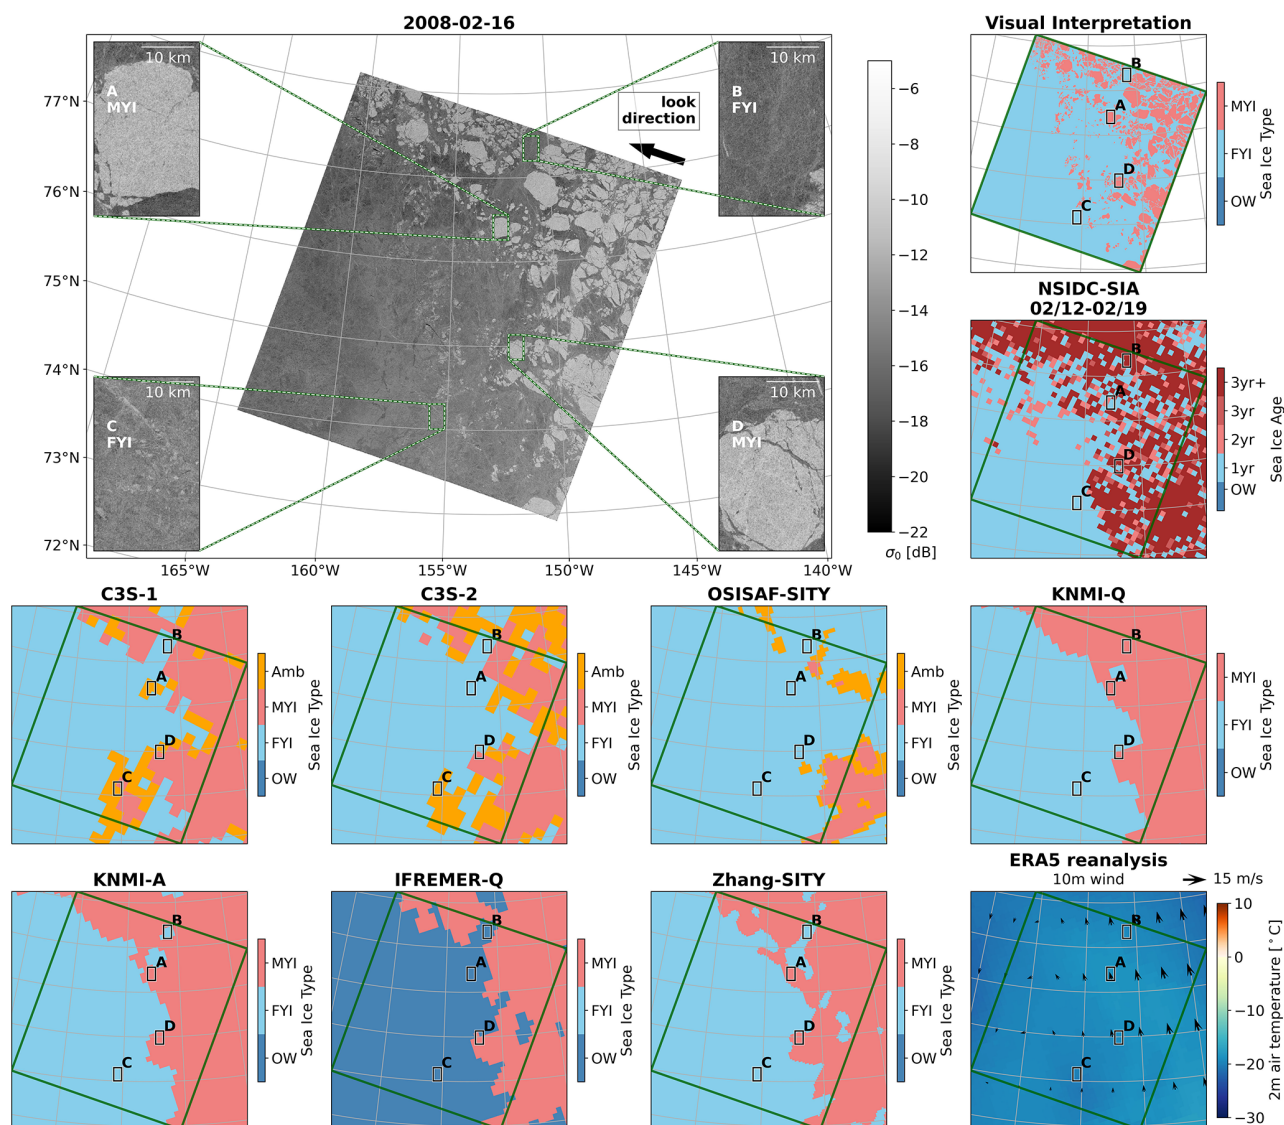 2008-02-16
A
MYI
10 km
B
FYI
10 km
look
direction
C
FYI
10 km
D
MYI
10 km
77°N
76°N
75°N
74°N
73°N
72°N
165°W
160°W
155°W
150°W
145°W
140°W
−6
−8
−10
−12
−14
−16
−18
−20
−22
σ0 [dB]
Visual Interpretation
B
A
D
C
MYI
FYI
OW
Sea Ice Type
NSIDC-SIA
02/12-02/19
B
A
D
C
3yr+
3yr
2yr
1yr
OW
Sea Ice Age
C3S-1
B
A
D
C
Amb
MYI
FYI
OW
Sea Ice Type
C3S-2
B
A
D
C
Amb
MYI
FYI
OW
Sea Ice Type
OSISAF-SITY
B
A
D
C
Amb
MYI
FYI
OW
Sea Ice Type
KNMI-Q
B
A
D
C
MYI
FYI
OW
Sea Ice Type
KNMI-A
B
A
D
C
MYI
FYI
OW
Sea Ice Type
IFREMER-Q
B
A
D
C
MYI
FYI
OW
Sea Ice Type
Zhang-SITY
B
A
D
C
MYI
FYI
OW
Sea Ice Type
ERA5 reanalysis
10m wind
15 m/s
B
A
D
C
10
0
−10
−20
−30
2m air temperature [°C]